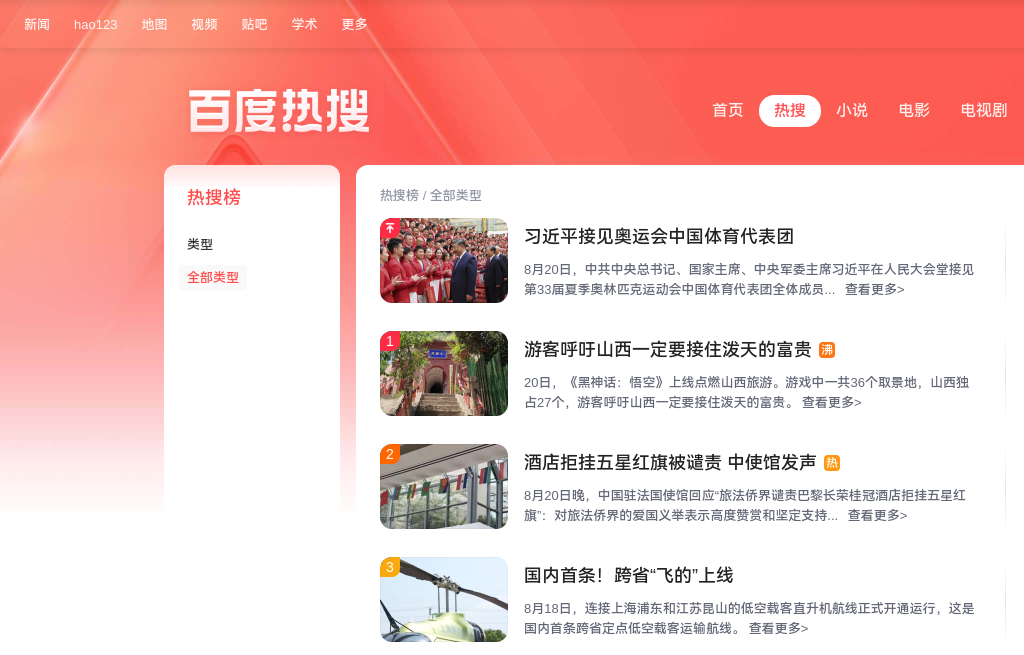 新闻 hao123 地图 视频 贴吧 学术 更多
百度热搜
首页 热搜 小说 电影 电视剧
热搜榜
类型
全部类型
热搜榜 / 全部类型
习近平接见奥运会中国体育代表团
8月20日，中共中央总书记、国家主席、中央军委主席习近平在人民大会堂接见
第33届夏季奥林匹克运动会中国体育代表团全体成员... 查看更多>
1
游客呼吁山西一定要接住泼天的富贵 沸
20日，《黑神话：悟空》上线点燃山西旅游。游戏中一共36个取景地，山西独
占27个，游客呼吁山西一定要接住泼天的富贵。 查看更多>
2
酒店拒挂五星红旗被谴责 中使馆发声 热
8月20日晚，中国驻法国使馆回应“旅法侨界谴责巴黎长荣桂冠酒店拒挂五星红
旗”：对旅法侨界的爱国义举表示高度赞赏和坚定支持... 查看更多>
3
国内首条！跨省“飞的”上线
8月18日，连接上海浦东和江苏昆山的低空载客直升机航线正式开通运行，这是
国内首条跨省定点低空载客运输航线。 查看更多>